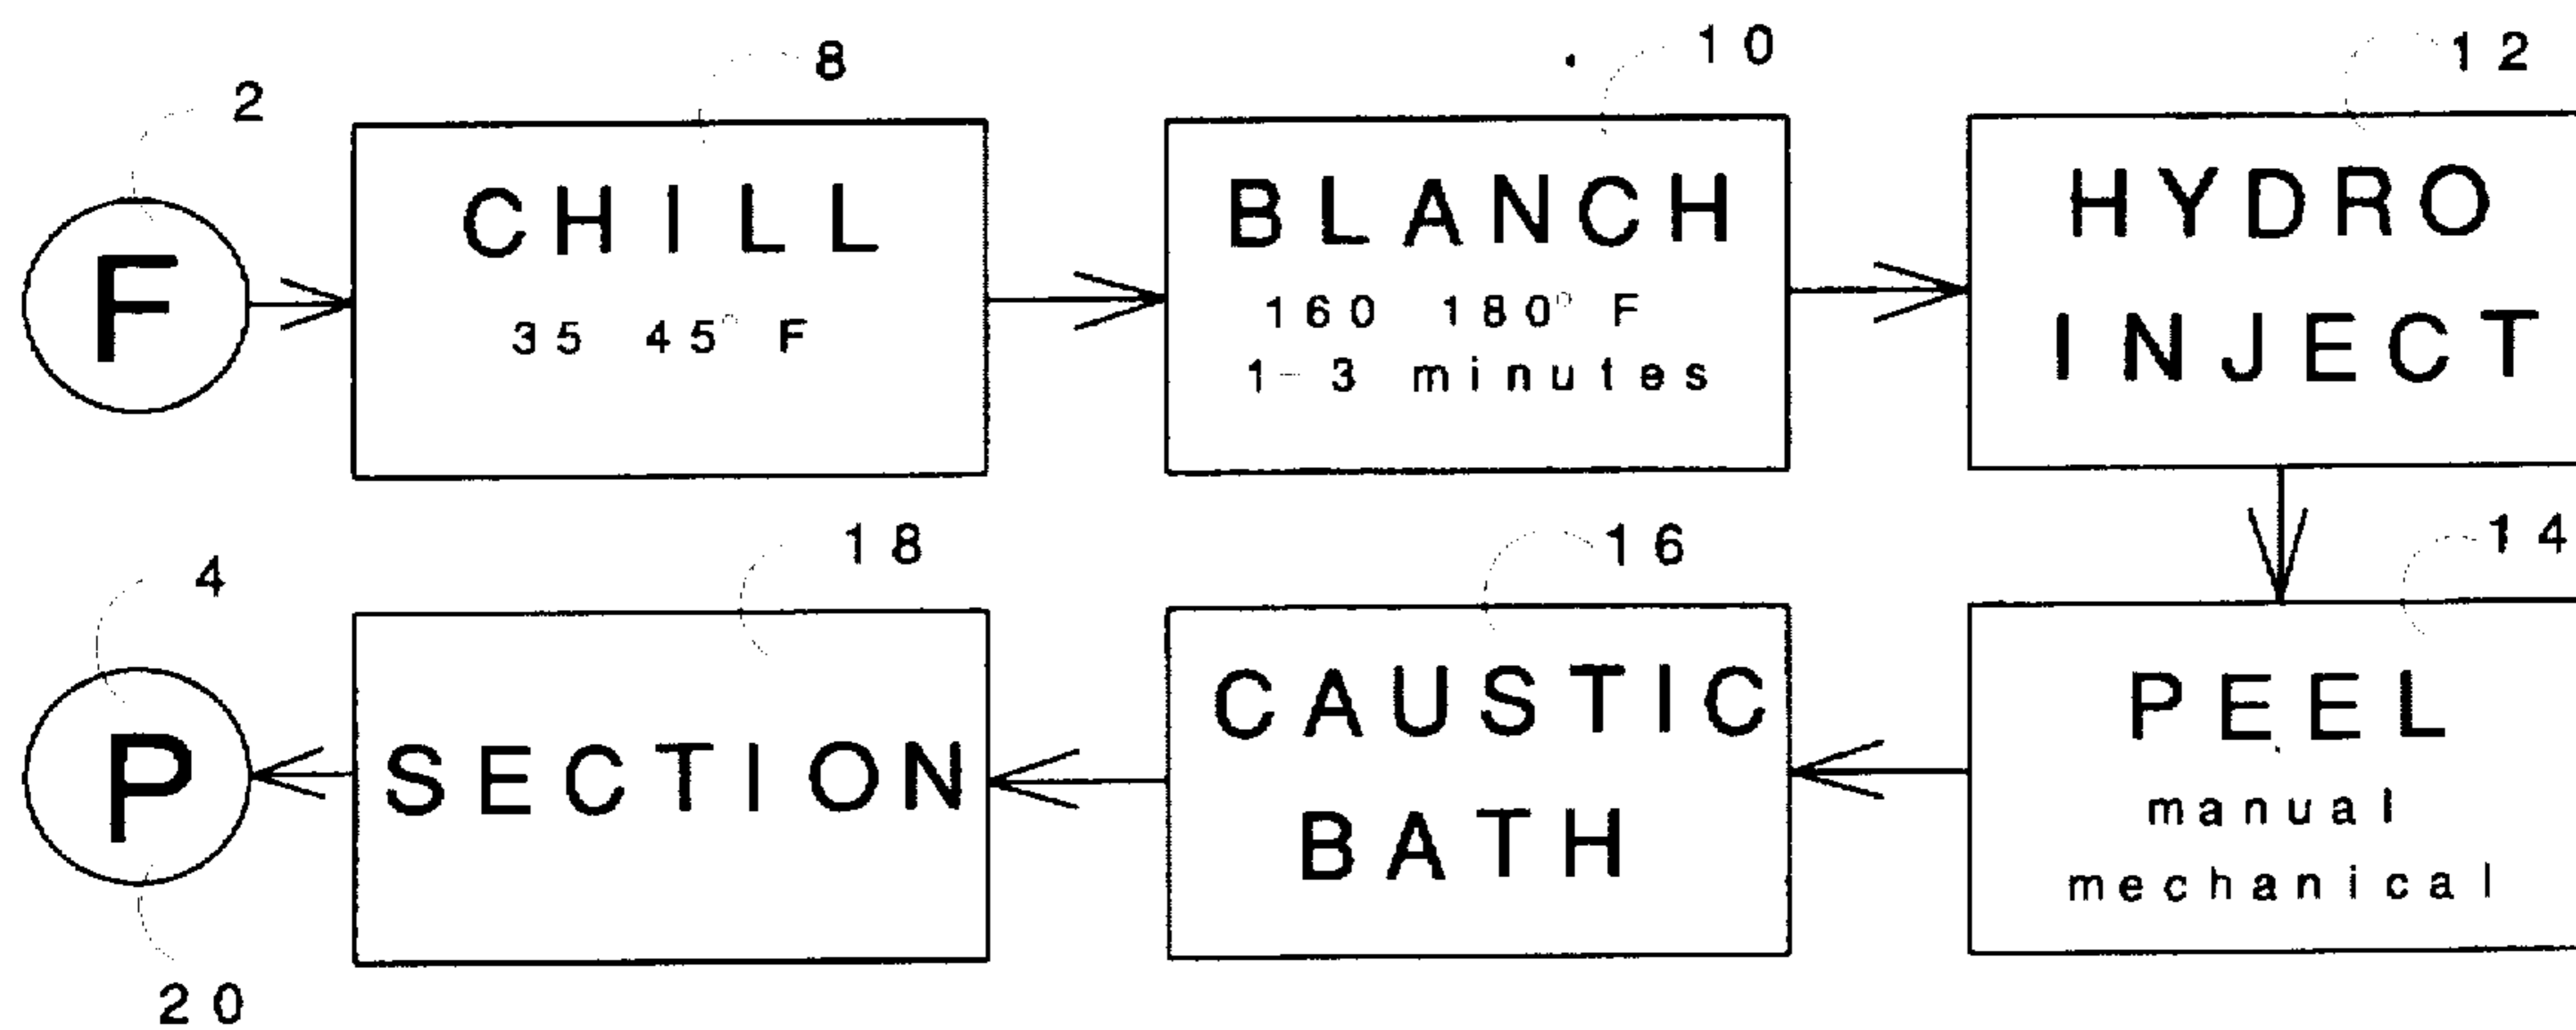 2
F
8
CHILL
35 45° F
10
BLANCH
160 180° F
1-3 minutes
12
HYDRO
INJECT
14
PEEL
manual
mechanical
16
CAUSTIC
BATH
18
SECTION
4
P
20